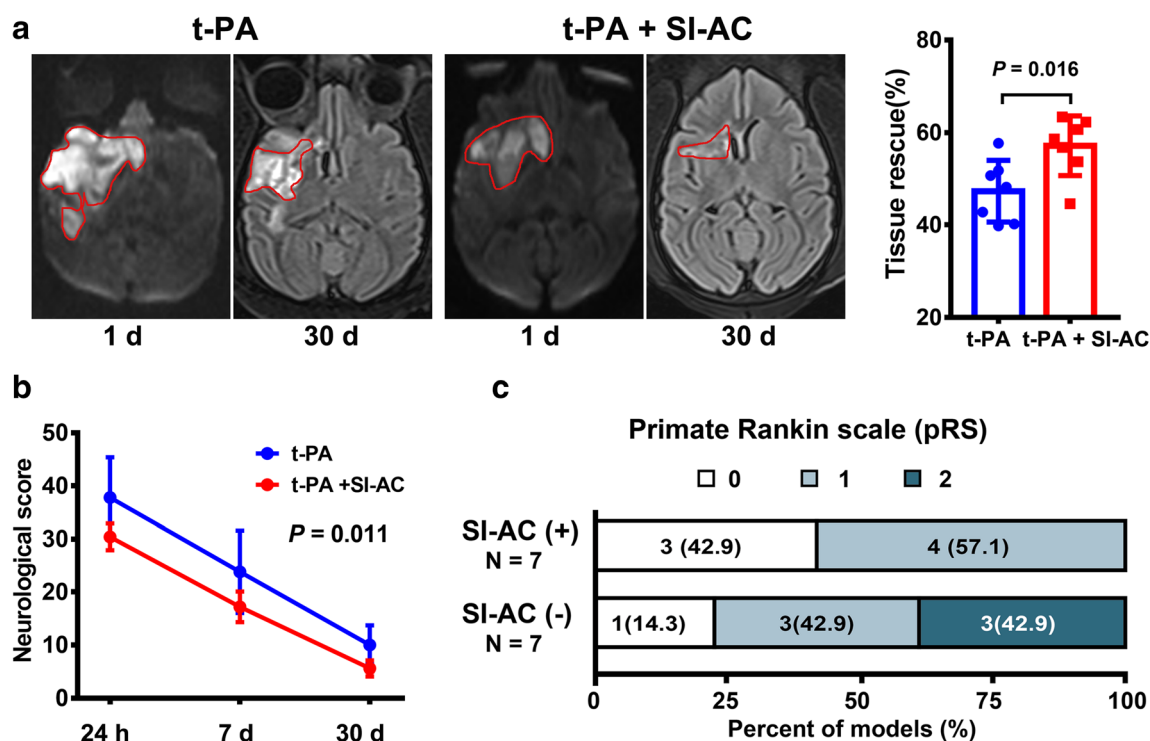 a
t-PA
t-PA + SI-AC
1 d
30 d
1 d
30 d
80
60
40
20
Tissue rescue(%)
P = 0.016
t-PA
t-PA + SI-AC
b
50
40
30
20
10
0
Neurological score
t-PA
t-PA +SI-AC
P = 0.011
24 h
7 d
30 d
c
Primate Rankin scale (pRS)
0
1
2
SI-AC (+)
N = 7
3 (42.9)
4 (57.1)
SI-AC (-)
N = 7
1(14.3)
3(42.9)
3(42.9)
0
25
50
75
100
Percent of models (%)